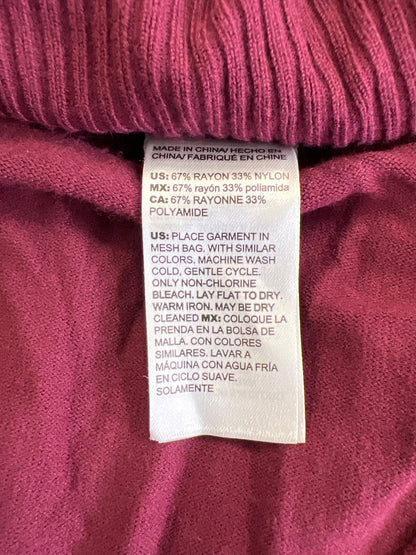 MADE IN CHINA/ HECHO EN
CHINA/ FABRIQUÉ EN CHINE
US: 67% RAYON 33% NYLON
MX: 67% rayón 33% poliamida
CA: 67% RAYONNE 33%
POLYAMIDE
US: PLACE GARMENT IN
MESH BAG. WITH SIMILAR
COLORS. MACHINE WASH
COLD, GENTLE CYCLE.
ONLY NON-CHLORINE
BLEACH. LAY FLAT TO DRY.
WARM IRON. MAY BE DRY
CLEANED MX: COLOQUE LA
PRENDA EN LA BOLSA DE
MALLA. CON COLORES
SIMILARES. LAVAR A
MÁQUINA CON AGUA FRÍA
EN CICLO SUAVE.
SOLAMENTE